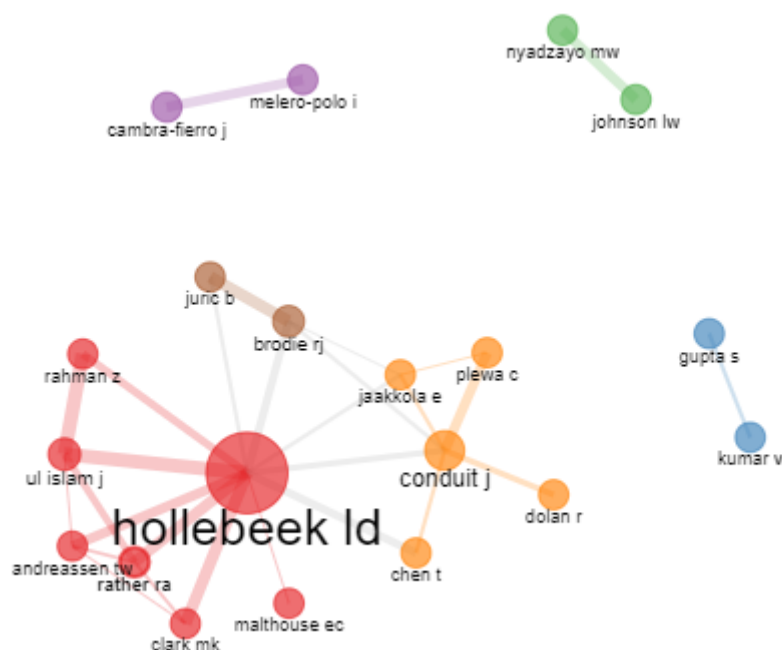 nyadzayo mw
melero-polo i
johnson lw
cambra-fierro j
juric b
brodie rj
gupta s
rahman z
plewa c
jaakkola e
kumar v
ul islam j
conduit j
dolan r
hollebeek ld
andreassen tw
chen t
rather ra
malthouse ec
clark mk